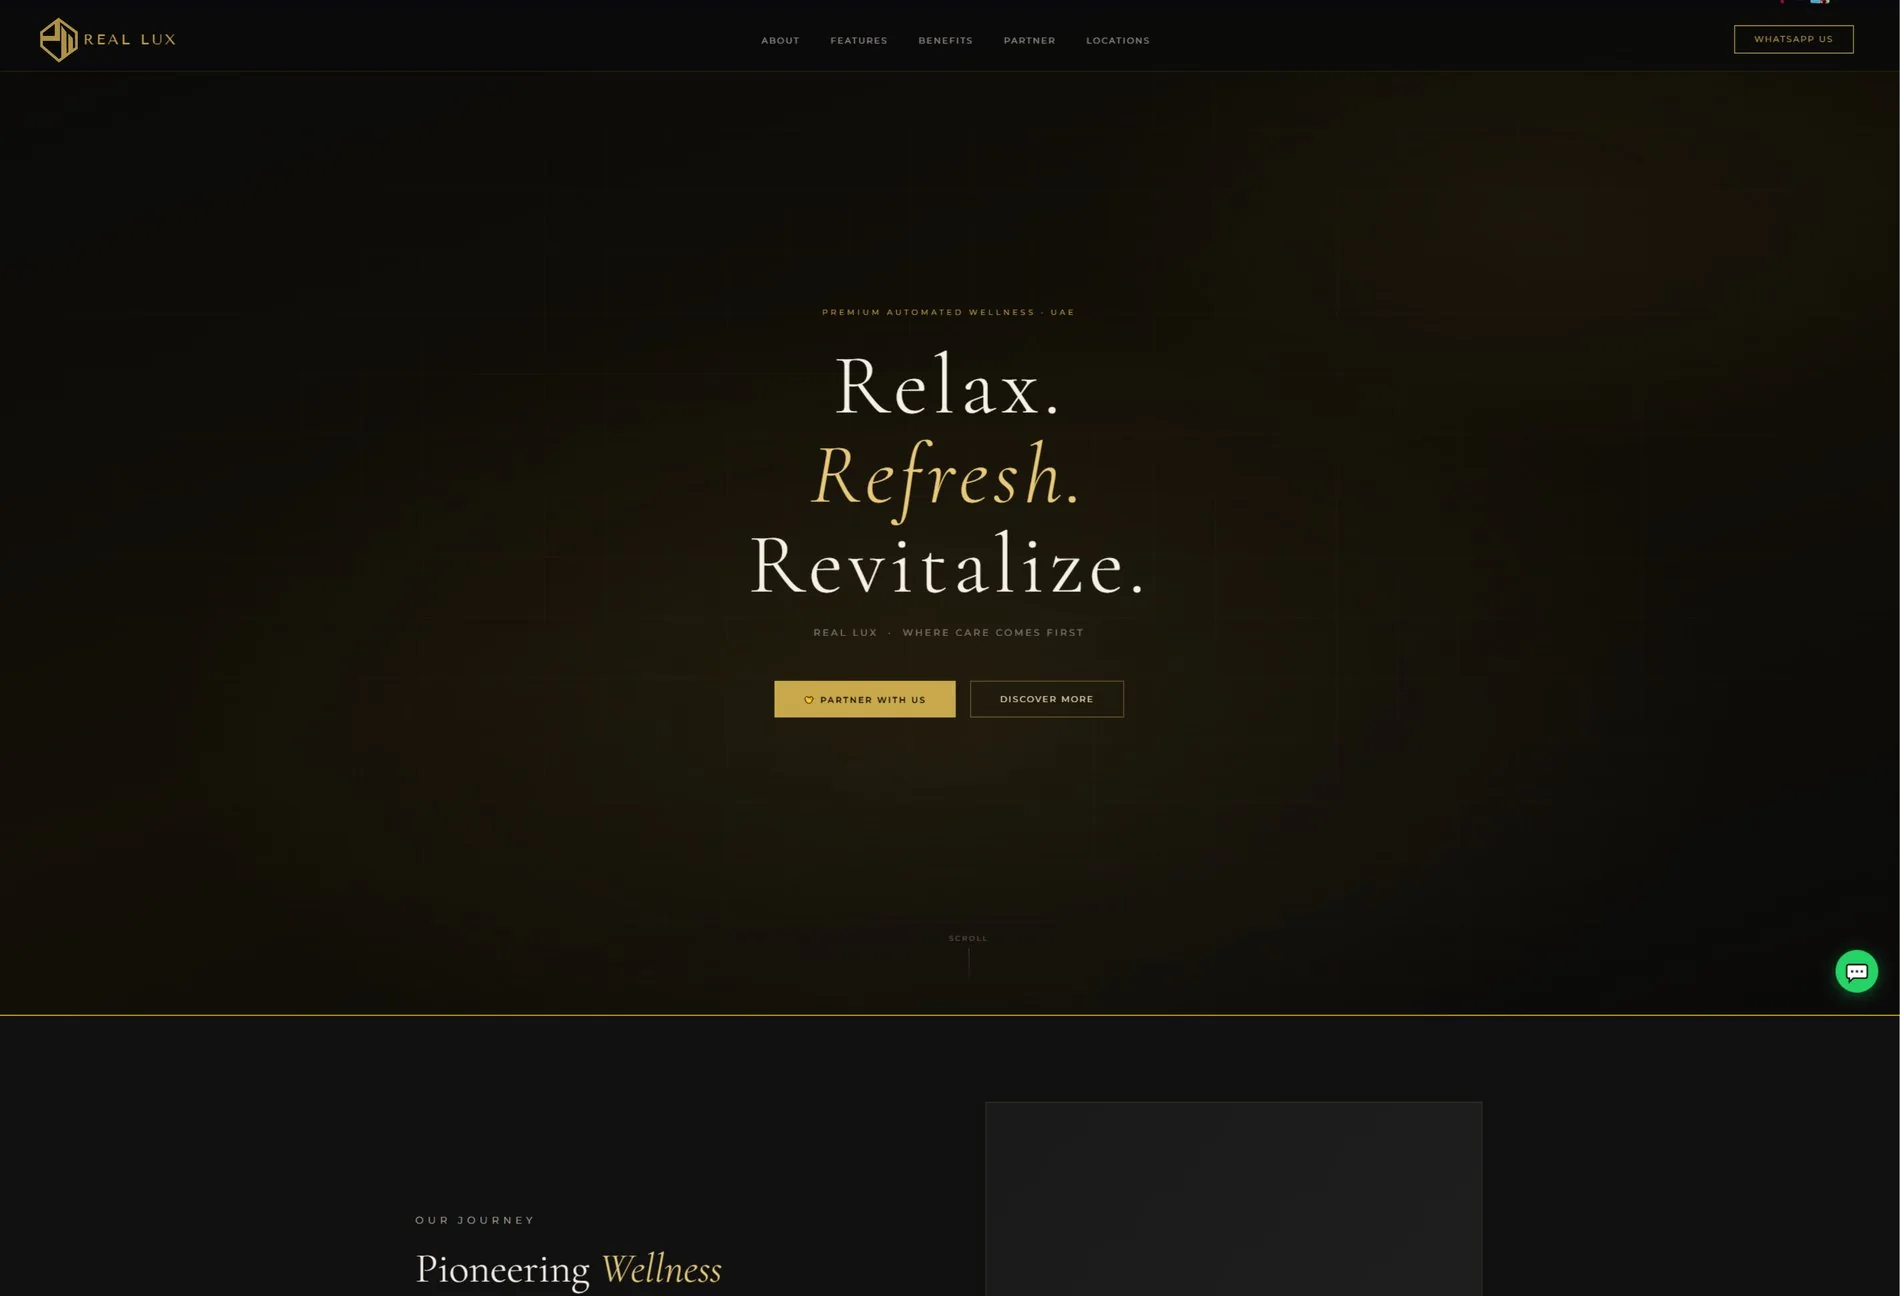 REAL LUX
ABOUT FEATURES BENEFITS PARTNER LOCATIONS
WHATSAPP US
PREMIUM AUTOMATED WELLNESS · UAE
Relax.
Refresh.
Revitalize.
REAL LUX · WHERE CARE COMES FIRST
PARTNER WITH US
DISCOVER MORE
SCROLL
OUR JOURNEY
Pioneering Wellness